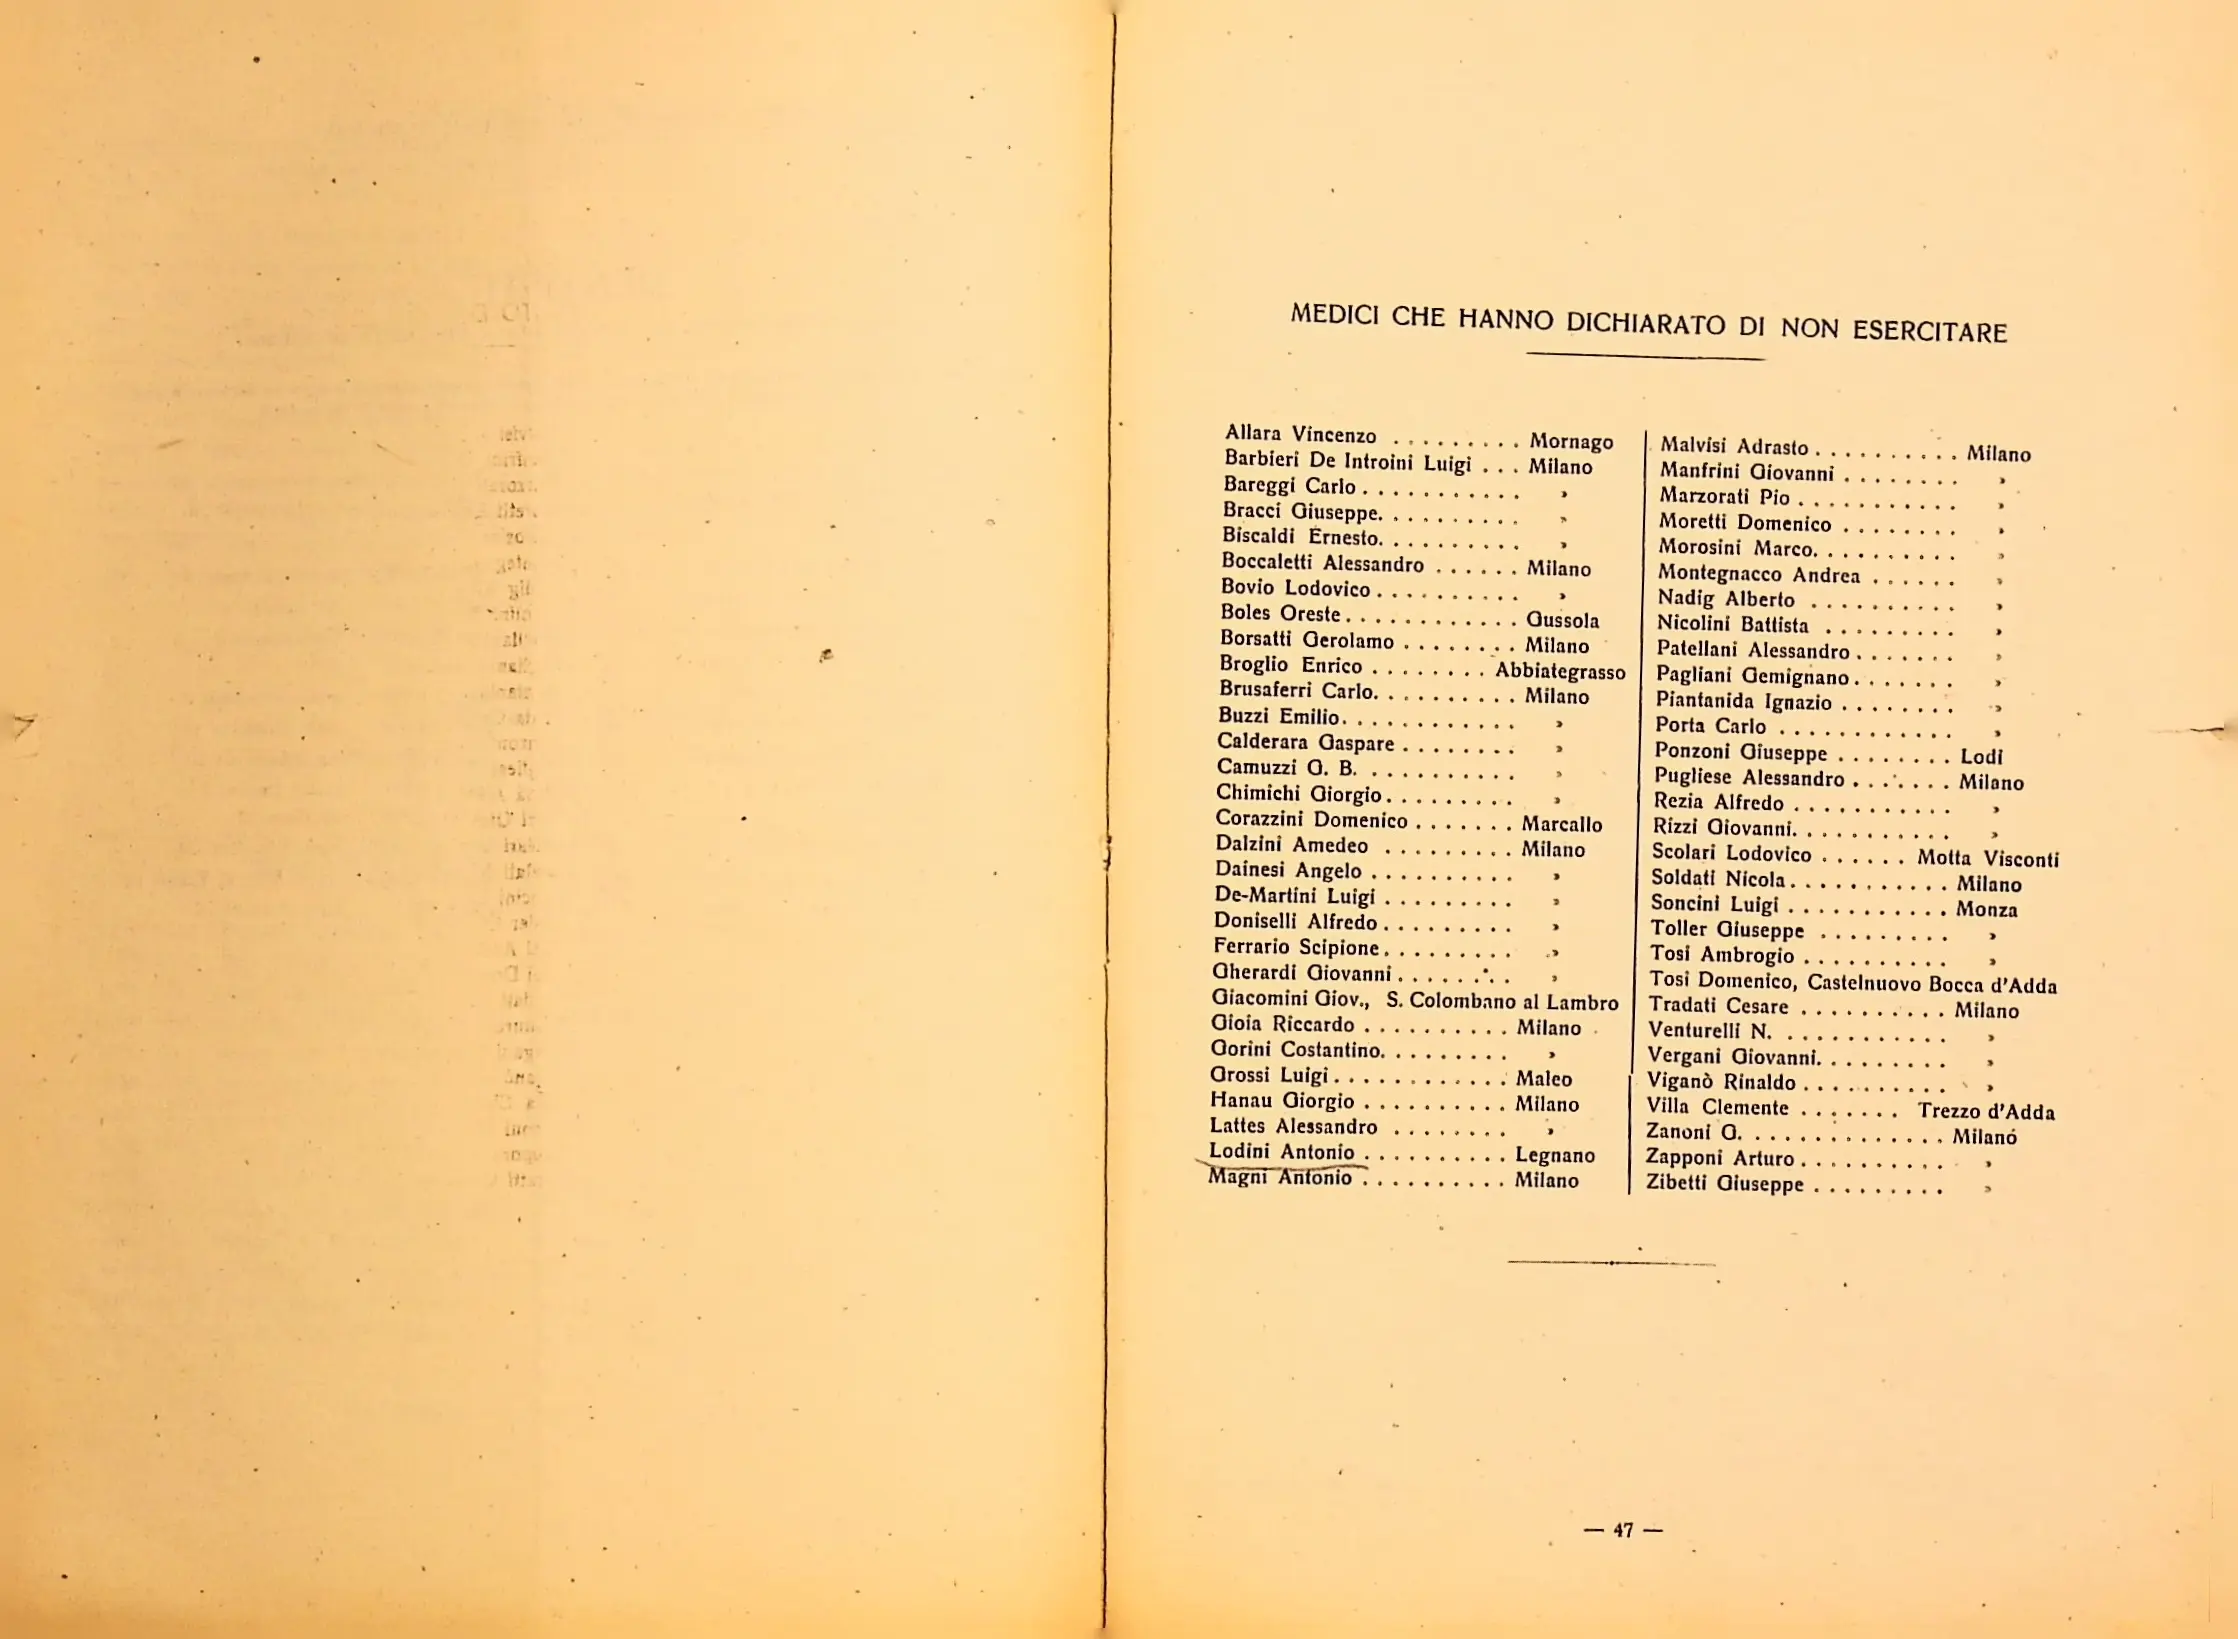 MEDICI CHE HANNO DICHIARATO DI NON ESERCITARE
Allara Vincenzo . . . . . . . . . Mornago
Barbieri De Introini Luigi . . . Milano
Bareggi Carlo . . . . . . . . . . . »
Bracci Giuseppe. . . . . . . . . . »
Biscaldi Ernesto. . . . . . . . . . »
Boccaletti Alessandro . . . . . . Milano
Bovio Lodovico . . . . . . . . . . »
Boles Oreste . . . . . . . . . . . . Gussola
Borsatti Gerolamo . . . . . . . . Milano
Broglio Enrico . . . . . . . . Abbiategrasso
Brusaferri Carlo. . . . . . . . . . Milano
Buzzi Emilio. . . . . . . . . . . . »
Calderara Gaspare . . . . . . . . »
Camuzzi G. B. . . . . . . . . . . »
Chimichi Giorgio . . . . . . . . . »
Corazzini Domenico . . . . . . . Marcallo
Dalzini Amedeo . . . . . . . . . Milano
Dainesi Angelo . . . . . . . . . . »
De-Martini Luigi . . . . . . . . . »
Doniselli Alfredo . . . . . . . . . »
Ferrario Scipione . . . . . . . . . »
Gherardi Giovanni . . . . . . . . »
Giacomini Giov., S. Colombano al Lambro
Gioia Riccardo . . . . . . . . . . Milano
Gorini Costantino. . . . . . . . . »
Grossi Luigi . . . . . . . . . . . . Maleo
Hanau Giorgio . . . . . . . . . . Milano
Lattes Alessandro . . . . . . . . »
Lodini Antonio . . . . . . . . . . Legnano
Magni Antonio . . . . . . . . . . Milano
Malvisi Adrasto . . . . . . . . . . Milano
Manfrini Giovanni . . . . . . . . »
Marzorati Pio . . . . . . . . . . . »
Moretti Domenico . . . . . . . . »
Morosini Marco. . . . . . . . . . »
Montegnacco Andrea . . . . . . »
Nadig Alberto . . . . . . . . . . »
Nicolini Battista . . . . . . . . . »
Patellani Alessandro . . . . . . . »
Pagliani Gemignano . . . . . . . »
Piantanida Ignazio . . . . . . . . »
Porta Carlo . . . . . . . . . . . . »
Ponzoni Giuseppe . . . . . . . . Lodi
Pugliese Alessandro . . . . . . . Milano
Rezia Alfredo . . . . . . . . . . . »
Rizzi Giovanni. . . . . . . . . . . »
Scolari Lodovico . . . . . . Motta Visconti
Soldati Nicola . . . . . . . . . . . Milano
Soncini Luigi . . . . . . . . . . . Monza
Toller Giuseppe . . . . . . . . . »
Tosi Ambrogio . . . . . . . . . . »
Tosi Domenico, Castelnuovo Bocca d'Adda
Tradati Cesare . . . . . . . . . . Milano
Venturelli N. . . . . . . . . . . . »
Vergani Giovanni. . . . . . . . . »
Viganò Rinaldo . . . . . . . . . . »
Villa Clemente . . . . . . . Trezzo d'Adda
Zanoni G. . . . . . . . . . . . . . Milano
Zapponi Arturo . . . . . . . . . . »
Zibetti Giuseppe . . . . . . . . . »
— 47 —